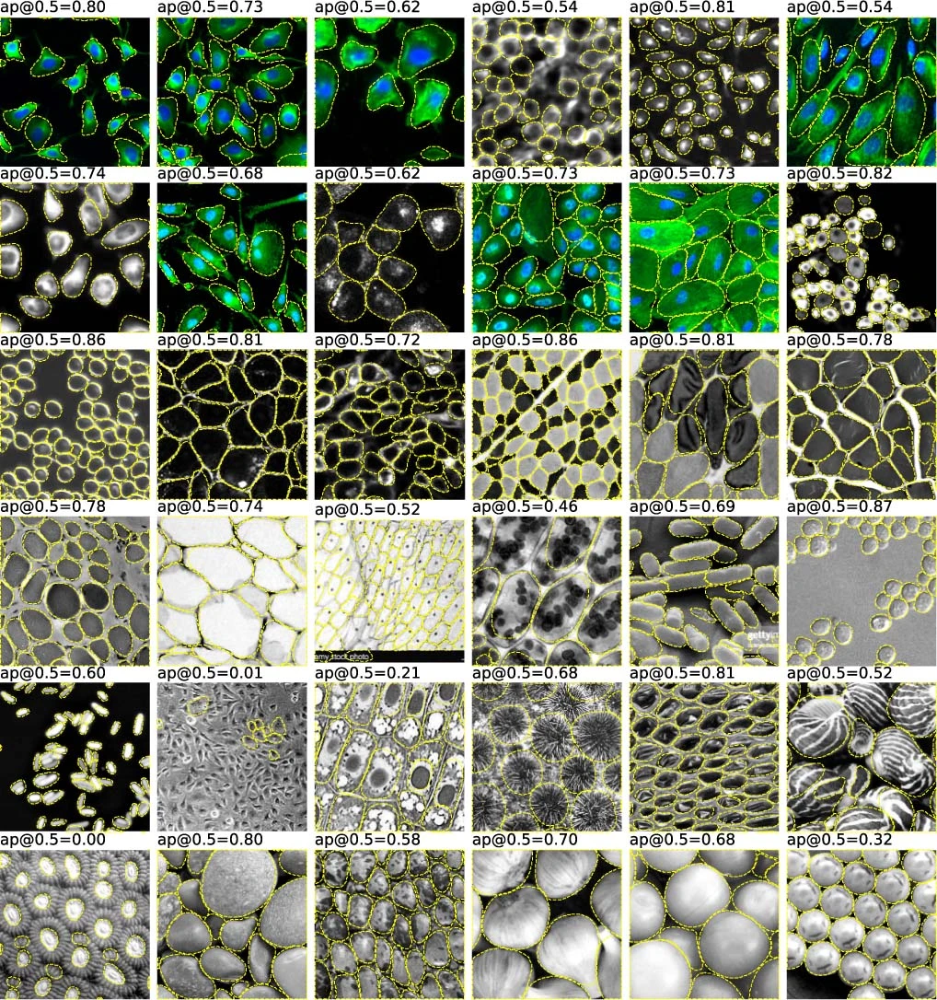 ap@0.5=0.80 ap@0.5=0.73 ap@0.5=0.62 ap@0.5=0.54 ap@0.5=0.81 ap@0.5=0.54
ap@0.5=0.74 ap@0.5=0.68 ap@0.5=0.62 ap@0.5=0.73 ap@0.5=0.73 ap@0.5=0.82
ap@0.5=0.86 ap@0.5=0.81 ap@0.5=0.72 ap@0.5=0.86 ap@0.5=0.81 ap@0.5=0.78
ap@0.5=0.78 ap@0.5=0.74 ap@0.5=0.52 ap@0.5=0.46 ap@0.5=0.69 ap@0.5=0.87
gettyim
amy stock photo
ap@0.5=0.60 ap@0.5=0.01 ap@0.5=0.21 ap@0.5=0.68 ap@0.5=0.81 ap@0.5=0.52
ap@0.5=0.00 ap@0.5=0.80 ap@0.5=0.58 ap@0.5=0.70 ap@0.5=0.68 ap@0.5=0.32